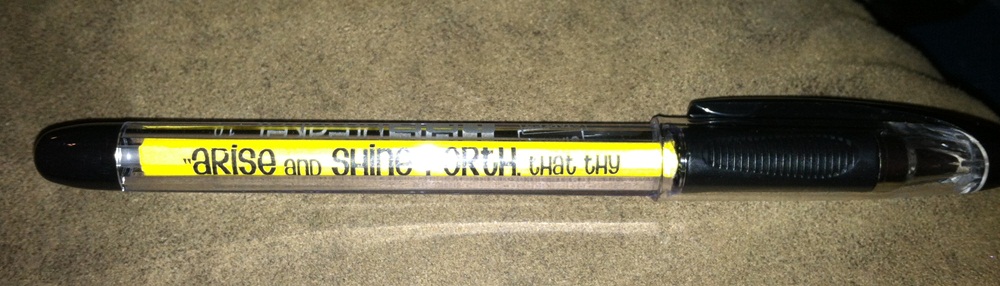 "ARISE AND SHINE FORTH, that thy